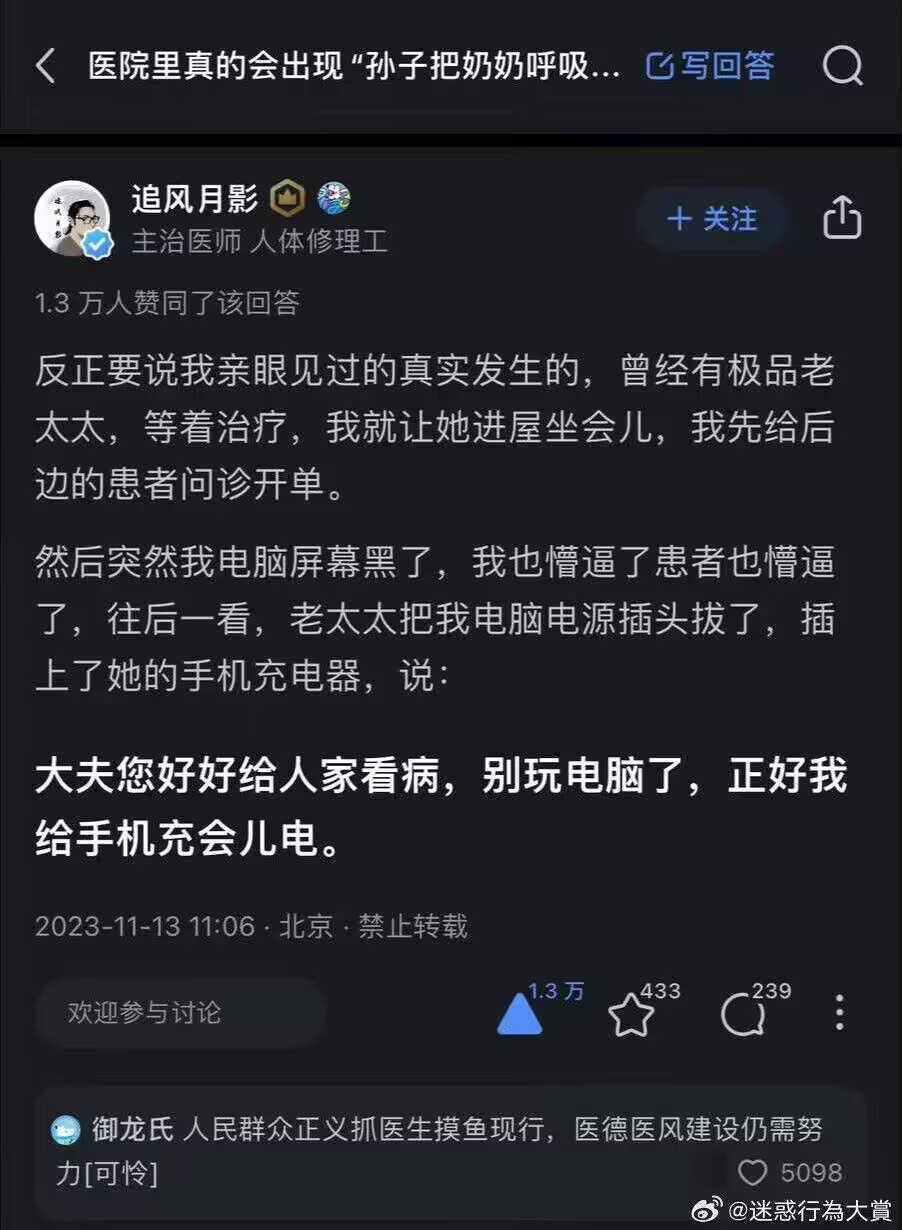 医院里真的会出现“孙子把奶奶呼吸... 写回答
追风月影
主治医师 人体修理工
+ 关注
1.3 万人赞同了该回答
反正要说我亲眼见过的真实发生的，曾经有极品老
太太，等着治疗，我就让她进屋坐会儿，我先给后
边的患者问诊开单。
然后突然我电脑屏幕黑了，我也懵逼了患者也懵逼
了，往后一看，老太太把我电脑电源插头拔了，插
上了她的手机充电器，说：
大夫您好好给人家看病，别玩电脑了，正好我
给手机充会儿电。
2023-11-13 11:06 · 北京 · 禁止转载
欢迎参与讨论
1.3 万
433
239
御龙氏 人民群众正义抓医生摸鱼现行，医德医风建设仍需努
力[可怜]
5098
@迷惑行為大賞